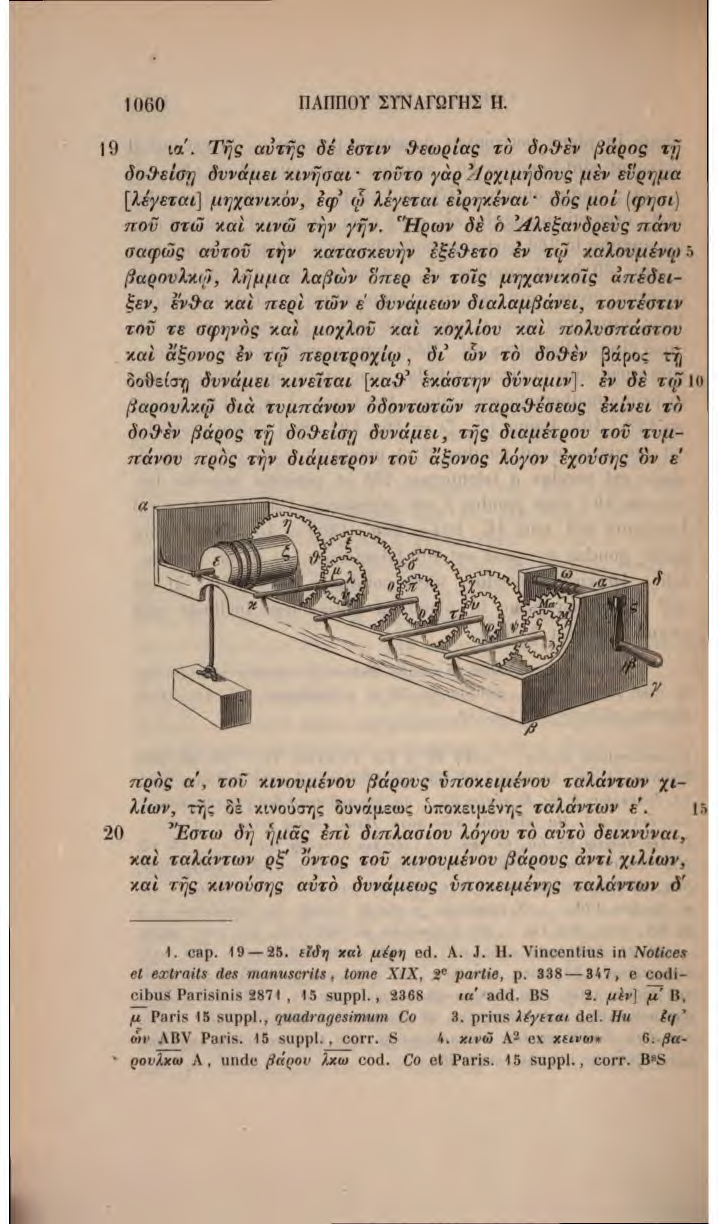 1060 ΠΑΠΠΟΥ ΣΥΝΑΓΩΓΗΣ Η.
19 ια'. Τῆς αὐτῆς δέ ἐστιν θεωρίας τὸ δοθὲν βάρος τῇ
δοθείσῃ δυνάμει κινῆσαι· τοῦτο γὰρ Ἀρχιμήδους μὲν εὕρημα
[λέγεται] μηχανικόν, ἐφ' ᾧ λέγεται εἰρηκέναι· δός μοί (φησι)
ποῦ στῶ καὶ κινῶ τὴν γῆν. Ἥρων δὲ ὁ Ἀλεξανδρεὺς πάνυ
σαφῶς αὐτοῦ τὴν κατασκευὴν ἐξέθετο ἐν τῷ καλουμένῳ 5
βαρουλκῷ, λῆμμα λαβὼν ὅπερ ἐν τοῖς μηχανικοῖς ἀπέδει-
ξεν, ἔνθα καὶ περὶ τῶν ε' δυνάμεων διαλαμβάνει, τουτέστιν
τοῦ τε σφηνὸς καὶ μοχλοῦ καὶ κοχλίου καὶ πολυσπάστου
καὶ ἄξονος ἐν τῷ περιτροχίῳ, δι' ὧν τὸ δοθὲν βάρος τῇ
δοθείσῃ δυνάμει κινεῖται [καθ' ἑκάστην δύναμιν]. ἐν δὲ τῷ 10
βαρουλκῷ διὰ τυμπάνων ὀδοντωτῶν παραθέσεως ἐκίνει τὸ
δοθὲν βάρος τῇ δοθείσῃ δυνάμει, τῆς διαμέτρου τοῦ τυμ-
πάνου πρὸς τὴν διάμετρον τοῦ ἄξονος λόγον ἐχούσης ὃν ε'
α
η
ε ζ θ ξ
μ λ
κ ο π σ
ρ τ υ χ
φ ψ ς
Μα ω α δ
β γ
β
πρὸς α', τοῦ κινουμένου βάρους ὑποκειμένου ταλάντων χι-
λίων, τῆς δὲ κινούσης δυνάμεως ὑποκειμένης ταλάντων ε'. 15
20 Ἔστω δὴ ἡμᾶς ἐπὶ διπλασίου λόγου τὸ αὐτὸ δεικνύναι,
καὶ ταλάντων ρξ' ὄντος τοῦ κινουμένου βάρους ἀντὶ χιλίων,
καὶ τῆς κινούσης αὐτὸ δυνάμεως ὑποκειμένης ταλάντων δ'
1. cap. 19—25. εἴδη καὶ μέρη ed. A. J. H. Vincentius in Notices
et extraits des manuscrits, tome XIX, 2e partie, p. 338—347, e codi-
cibus Parisinis 2871, 15 suppl., 2368 ια' add. BS 2. μὲν] μ̅' B,
μ̅ Paris 15 suppl., quadragesimum Co 3. prius λέγεται del. Hu ἐφ'
ὧν ABV Paris. 15 suppl., corr. S 4. κινῶ A² ex κεινω* 6. βα-
ρουλκω A, unde βάρου λκω cod. Co et Paris. 15 suppl., corr. BˢS